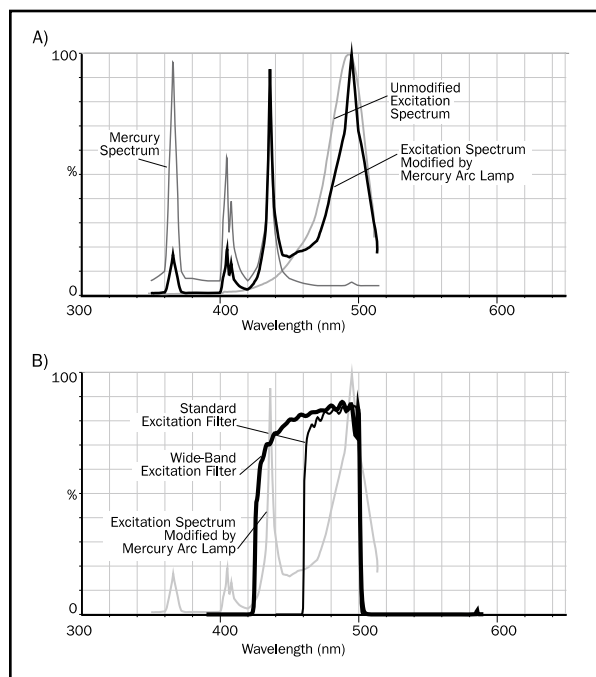 A)
100
%
0
Mercury
Spectrum
Unmodified
Excitation
Spectrum
Excitation Spectrum
Modified by
Mercury Arc Lamp
300
400
500
600
Wavelength (nm)
B)
100
%
0
Standard
Excitation Filter
Wide-Band
Excitation Filter
Excitation Spectrum
Modified by
Mercury Arc Lamp
300
400
500
600
Wavelength (nm)